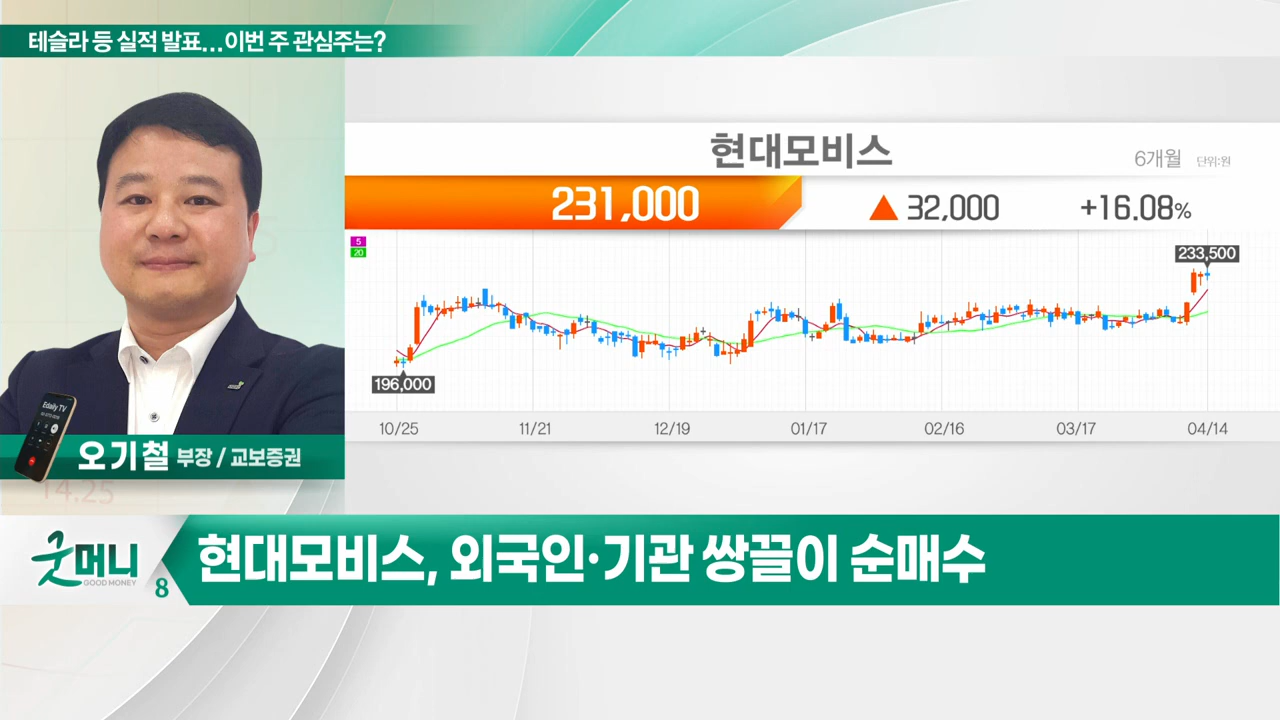 테슬라 등 실적 발표...이번 주 관심주는?
현대모비스
6개월 단위:원
231,000 ▲ 32,000 +16.08%
5
20
233,500
196,000
10/25 11/21 12/19 01/17 02/16 03/17 04/14
Edaily TV
오기철 부장 / 교보증권
14.25
굿머니
GOOD MONEY
8
현대모비스, 외국인·기관 쌍끌이 순매수